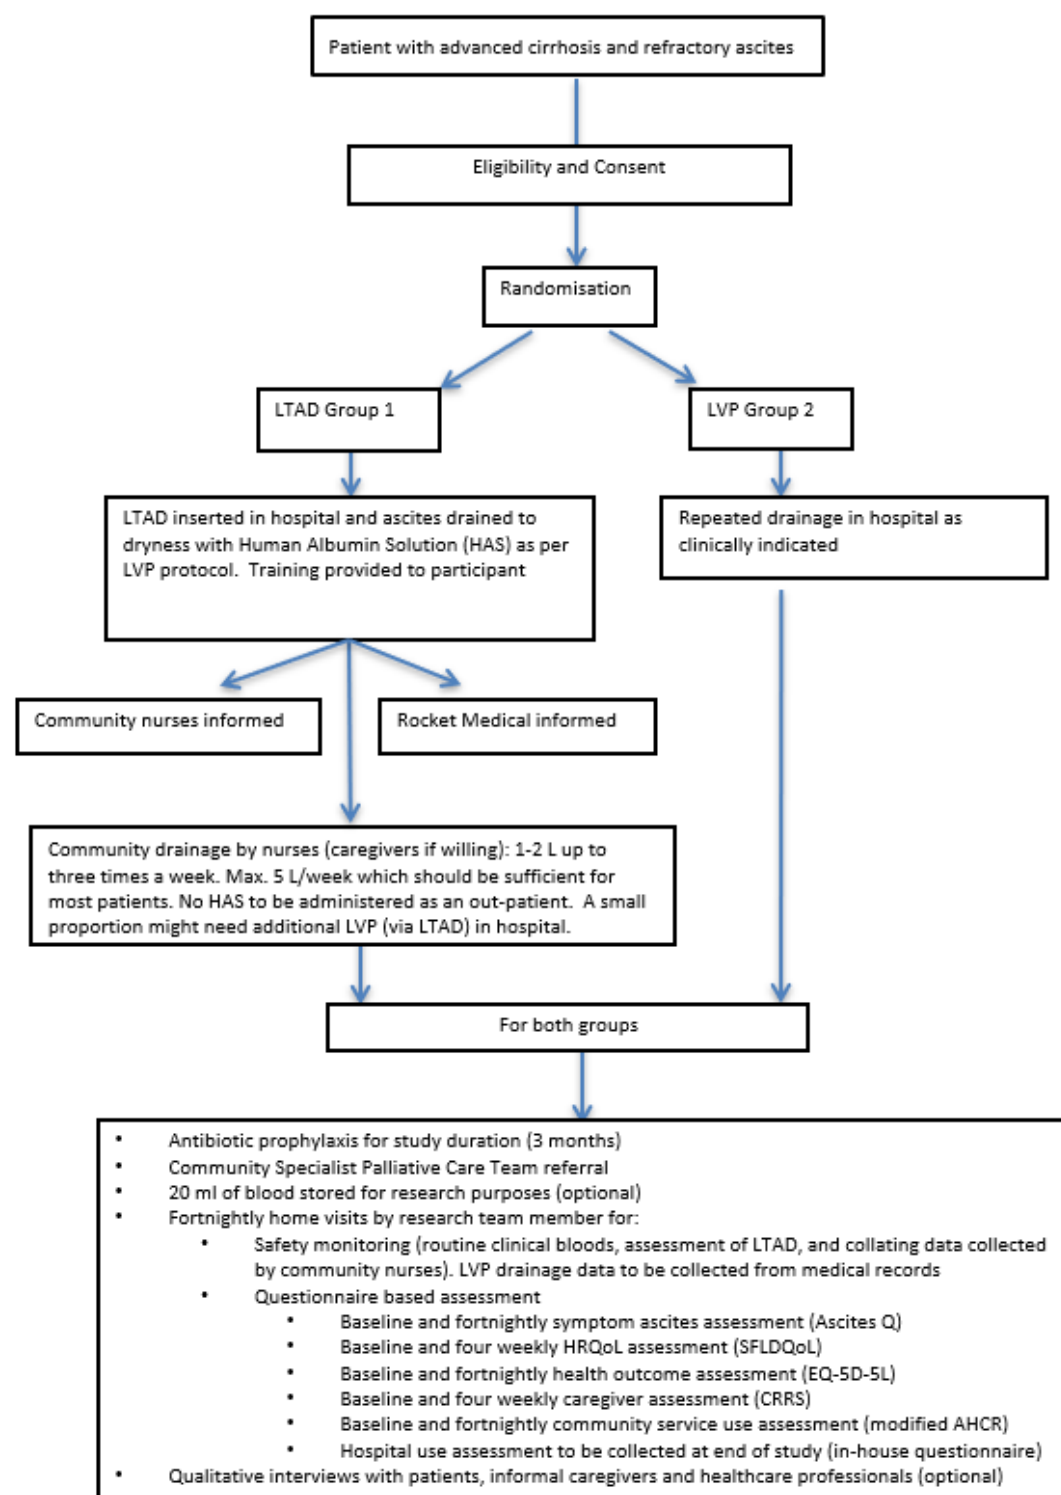 Patient with advanced cirrhosis and refractory ascites
Eligibility and Consent
Randomisation
LTAD Group 1
LVP Group 2
LTAD inserted in hospital and ascites drained to
dryness with Human Albumin Solution (HAS) as per
LVP protocol.  Training provided to participant
Repeated drainage in hospital as
clinically indicated
Community nurses informed
Rocket Medical informed
Community drainage by nurses (caregivers if willing): 1-2 L up to
three times a week. Max. 5 L/week which should be sufficient for
most patients. No HAS to be administered as an out-patient.  A small
proportion might need additional LVP (via LTAD) in hospital.
For both groups
• Antibiotic prophylaxis for study duration (3 months)
• Community Specialist Palliative Care Team referral
• 20 ml of blood stored for research purposes (optional)
• Fortnightly home visits by research team member for:
• Safety monitoring (routine clinical bloods, assessment of LTAD, and collating data collected
by community nurses). LVP drainage data to be collected from medical records
• Questionnaire based assessment
• Baseline and fortnightly symptom ascites assessment (Ascites Q)
• Baseline and four weekly HRQoL assessment (SFLDQoL)
• Baseline and fortnightly health outcome assessment (EQ-5D-5L)
• Baseline and four weekly caregiver assessment (CRRS)
• Baseline and fortnightly community service use assessment (modified AHCR)
• Hospital use assessment to be collected at end of study (in-house questionnaire)
• Qualitative interviews with patients, informal caregivers and healthcare professionals (optional)